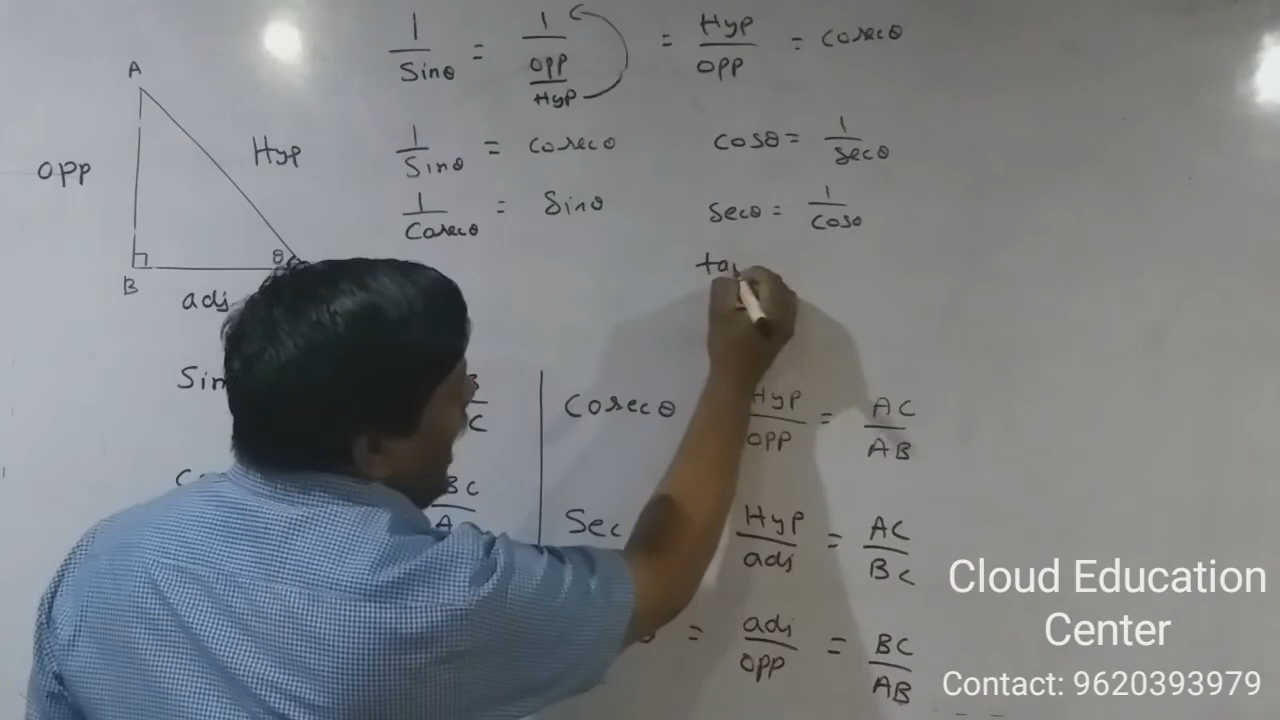 1/Sinθ = 1/(opp/Hyp) = Hyp/opp = cosecθ
A
Hyp
opp
1/Sinθ = cosecθ
cosθ = 1/secθ
1/Cosecθ = Sinθ
Secθ = 1/cosθ
θ
B
adj
ta
Sin
Cosecθ Hyp/opp = AC/AB
BC
Sec Hyp/adj = AC/BC
= adj/opp = BC/AB
Cloud Education
Center
Contact: 9620393979